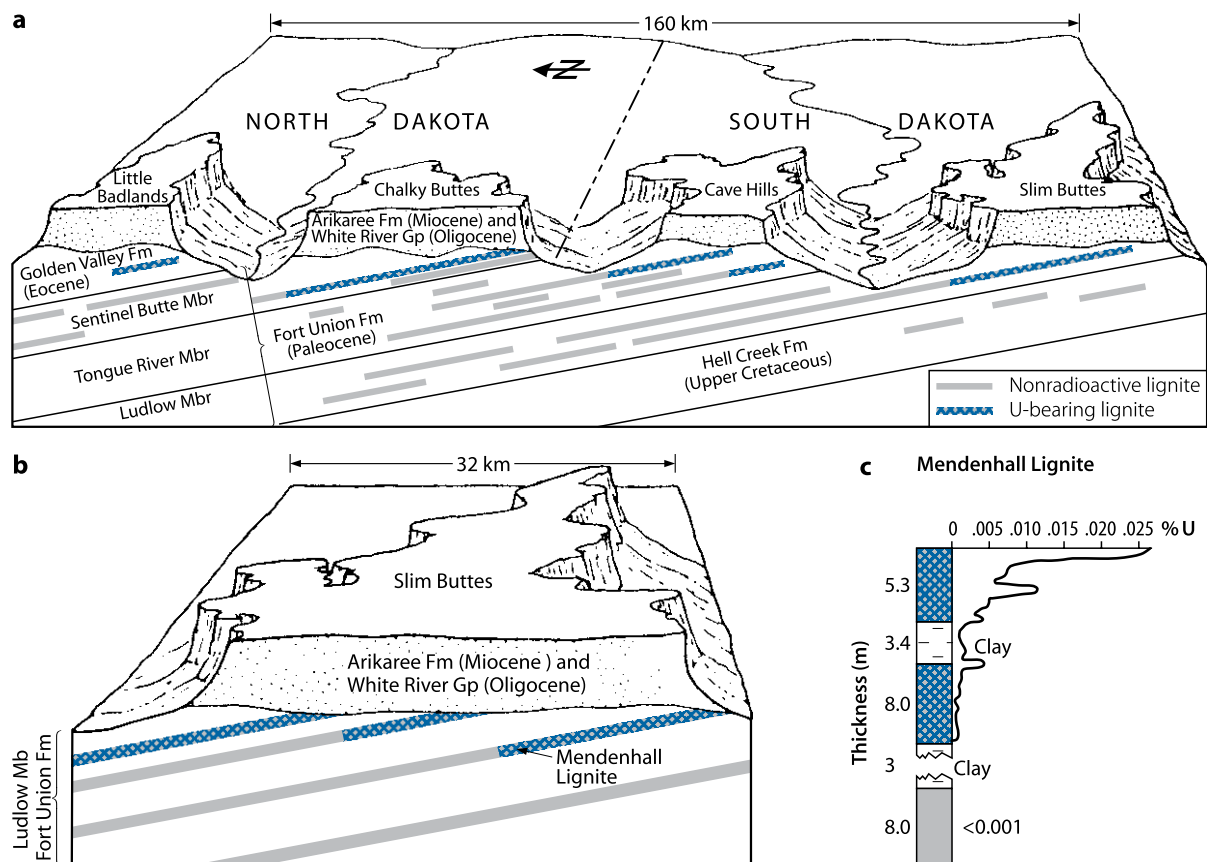 a
160 km
N
NORTH DAKOTA
SOUTH DAKOTA
Little
Badlands
Chalky Buttes
Cave Hills
Slim Buttes
Arikaree Fm (Miocene) and
White River Gp (Oligocene)
Golden Valley Fm
(Eocene)
Sentinel Butte Mbr
Fort Union Fm
(Paleocene)
Tongue River Mbr
Hell Creek Fm
(Upper Cretaceous)
Ludlow Mbr
Nonradioactive lignite
U-bearing lignite
b
32 km
Slim Buttes
Arikaree Fm (Miocene ) and
White River Gp (Oligocene)
Mendenhall
Lignite
Ludlow Mb
Fort Union Fm
c
Mendenhall Lignite
0 .005 .010 .015 .020 .025 % U
Thickness (m)
5.3
3.4 Clay
8.0
3 Clay
8.0 <0.001